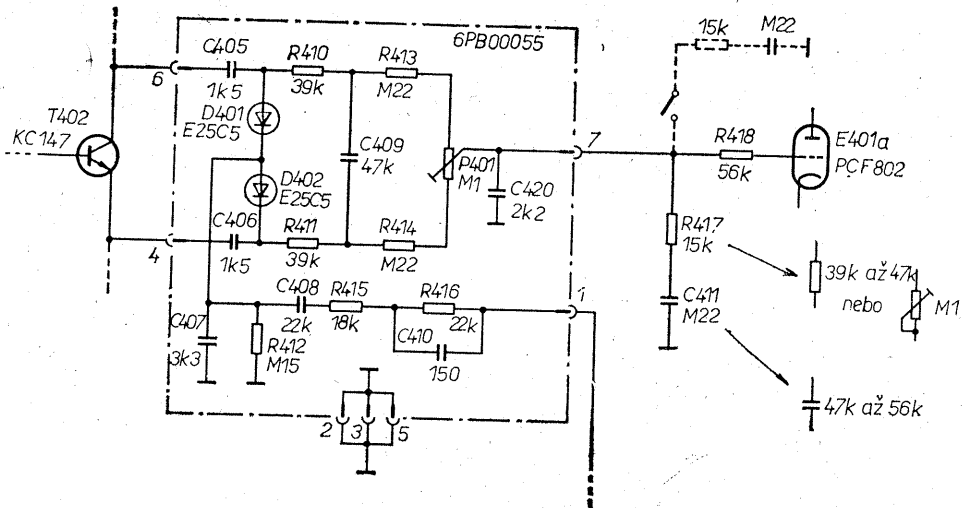 6PB00055
15k
M22
C405
1k5
R410
39k
R413
M22
6
T402
KC147
D401
E25C5
C409
47k
P401
M1
7
R418
56k
E401a
PCF802
D402
E25C5
C420
2k2
C406
1k5
R411
39k
R414
M22
4
R417
15k
39k až 47k
nebo
M1
C408
22k
R415
18k
R416
22k
1
C411
M22
C407
3k3
R412
M15
C410
150
47k až 56k
2
3
5